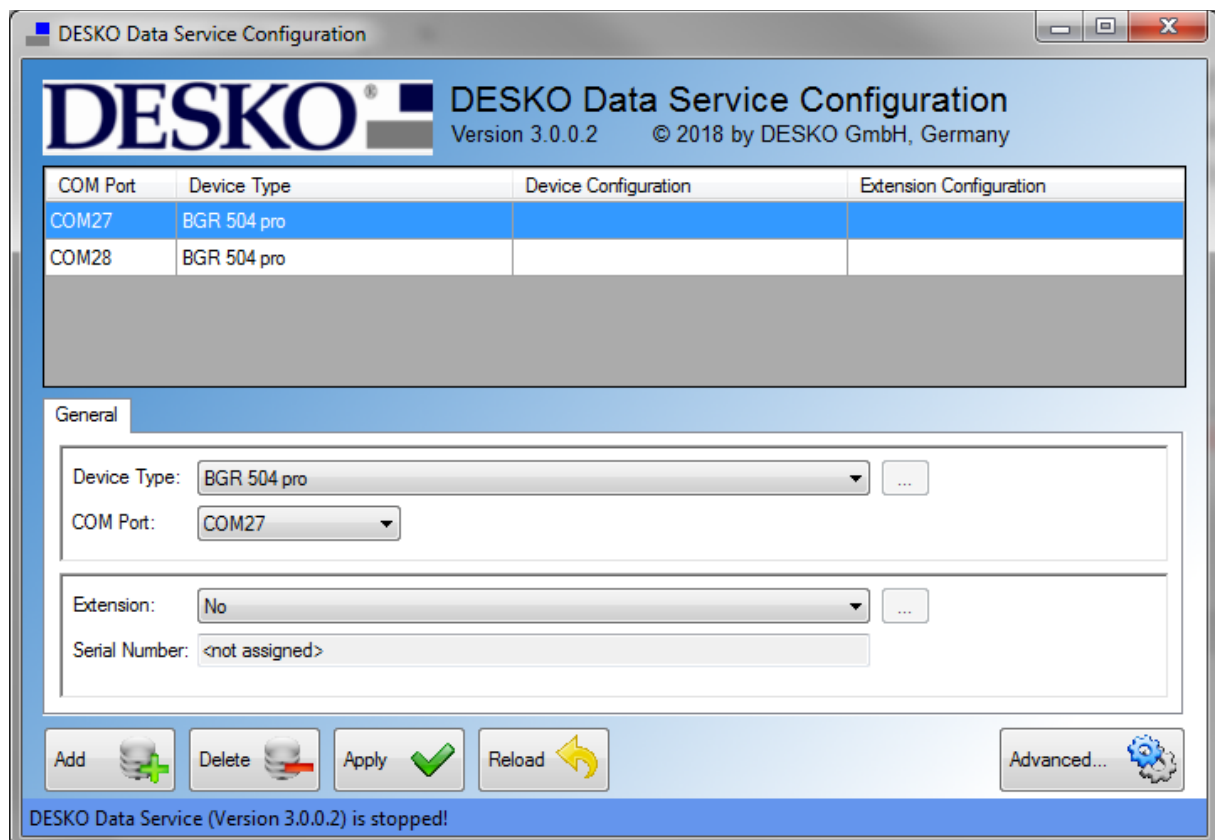 DESKO Data Service Configuration
DESKO®
DESKO Data Service Configuration
Version 3.0.0.2 © 2018 by DESKO GmbH, Germany
COM Port Device Type Device Configuration Extension Configuration
COM27 BGR 504 pro
COM28 BGR 504 pro
General
Device Type: BGR 504 pro ...
COM Port: COM27
Extension: No ...
Serial Number: <not assigned>
Add Delete Apply Reload Advanced...
DESKO Data Service (Version 3.0.0.2) is stopped!